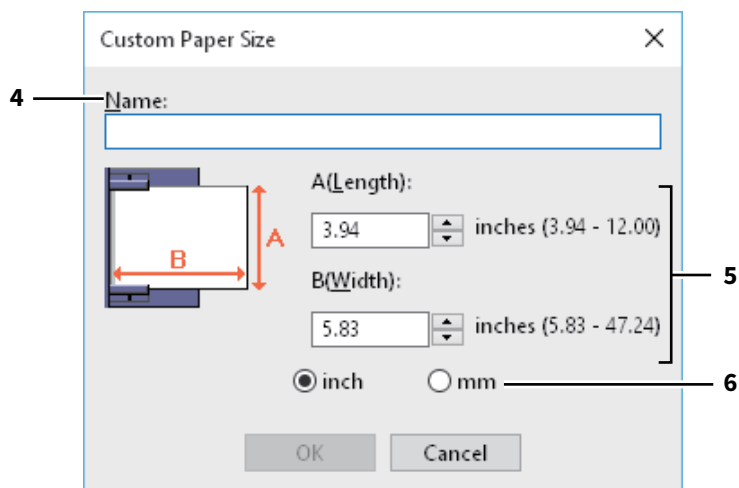 Custom Paper Size
4
Name:
A(Length):
3.94 inches (3.94 - 12.00)
A
B
B(Width):
5
5.83 inches (5.83 - 47.24)
inch mm
6
OK Cancel